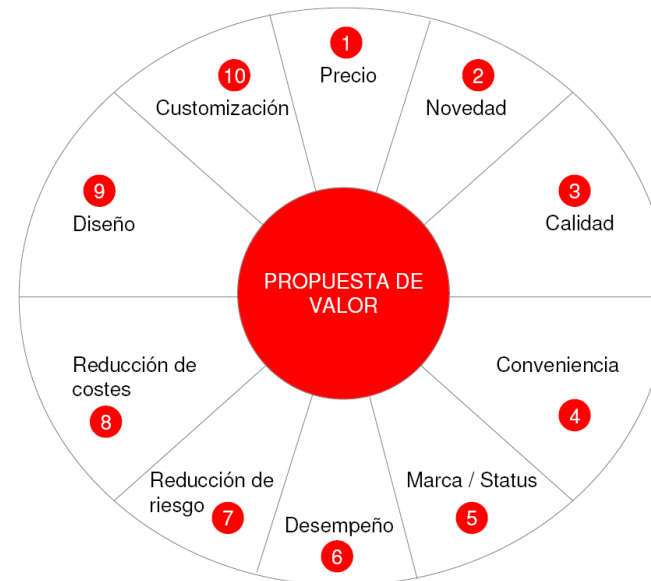 1
Precio
2
Novedad
3
Calidad
Conveniencia
4
Marca / Status
5
Desempeño
6
Reducción de
riesgo
7
Reducción de
costes
8
9
Diseño
10
Customización
PROPUESTA DE
VALOR